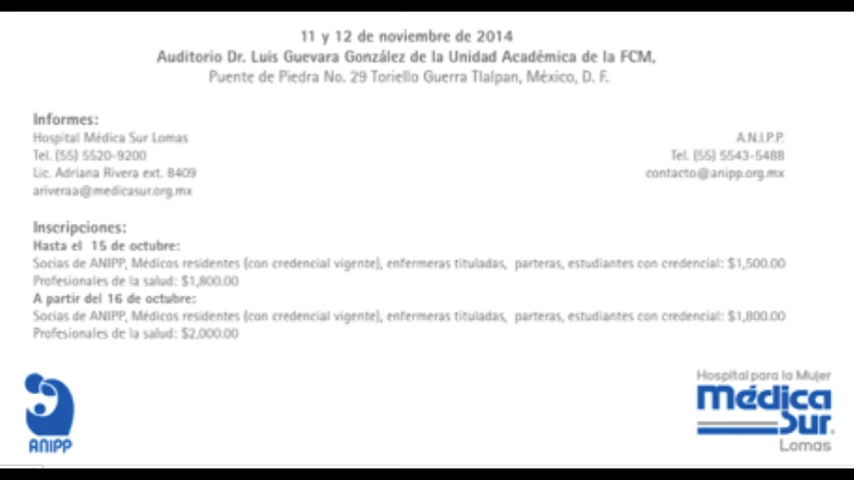 11 y 12 de noviembre de 2014
Auditorio Dr. Luis Guevara González de la Unidad Académica de la FCM,
Puente de Piedra No. 29 Toriello Guerra Tlalpan, México, D. F.
Informes:
Hospital Médica Sur Lomas
Tel. (55) 5520-9200
Lic. Adriana Rivera ext. 8409
ariveraa@medicasur.org.mx
A.N.I.P.P.
Tel. (55) 5543-5488
contacto@anipp.org.mx
Inscripciones:
Hasta el 15 de octubre:
Socias de ANIPP, Médicos residentes (con credencial vigente), enfermeras tituladas, parteras, estudiantes con credencial: $1,500.00
Profesionales de la salud: $1,800.00
A partir del 16 de octubre:
Socias de ANIPP, Médicos residentes (con credencial vigente), enfermeras tituladas, parteras, estudiantes con credencial: $1,800.00
Profesionales de la salud: $2,000.00
ANIPP
Hospital para la Mujer
Médica
Sur
Lomas